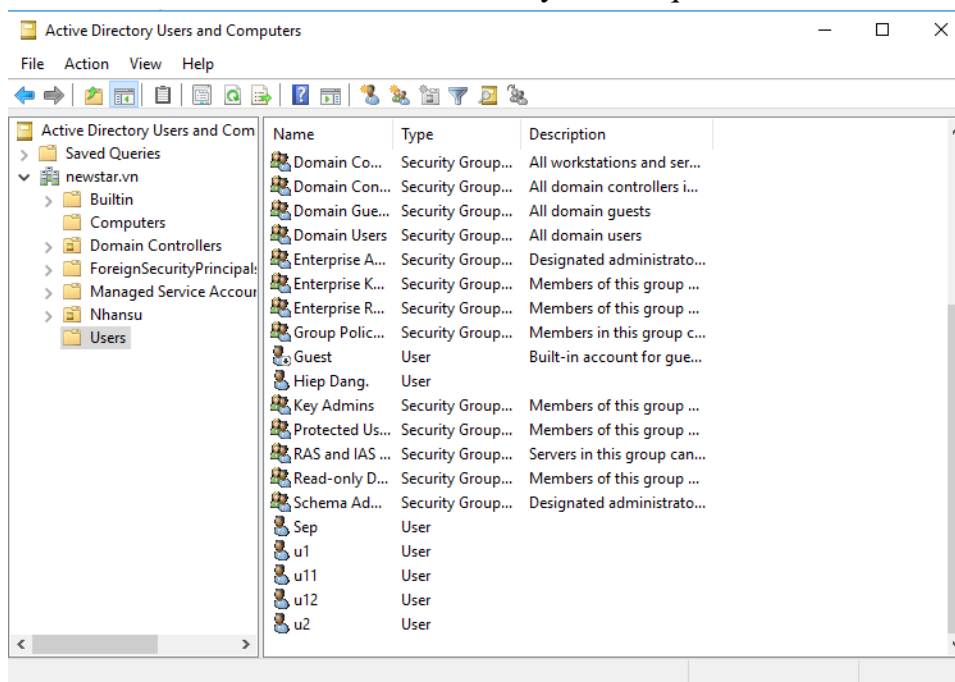 Active Directory Users and Computers
File Action View Help
Active Directory Users and Com
Saved Queries
newstar.vn
Builtin
Computers
Domain Controllers
ForeignSecurityPrincipals
Managed Service Accour
Nhansu
Users
Name Type Description
Domain Co... Security Group... All workstations and ser...
Domain Con... Security Group... All domain controllers i...
Domain Gue... Security Group... All domain guests
Domain Users Security Group... All domain users
Enterprise A... Security Group... Designated administrato...
Enterprise K... Security Group... Members of this group ...
Enterprise R... Security Group... Members of this group ...
Group Polic... Security Group... Members in this group c...
Guest User Built-in account for gue...
Hiep Dang. User
Key Admins Security Group... Members of this group ...
Protected Us... Security Group... Members of this group ...
RAS and IAS ... Security Group... Servers in this group can...
Read-only D... Security Group... Members of this group ...
Schema Ad... Security Group... Designated administrato...
Sep User
u1 User
u11 User
u12 User
u2 User